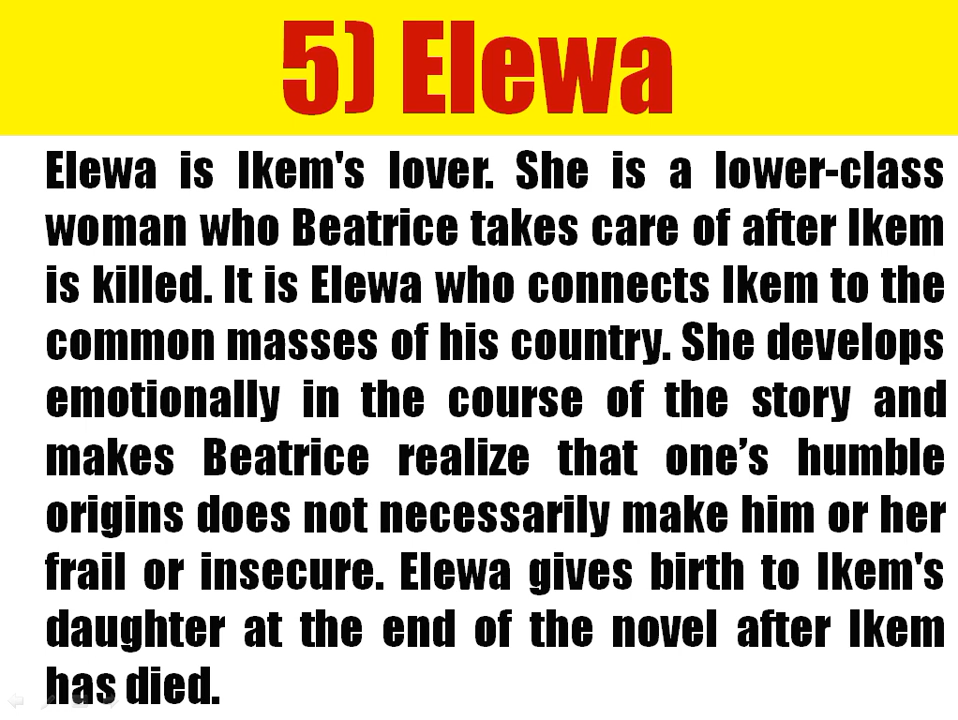 5) Elewa
Elewa is Ikem's lover. She is a lower-class
woman who Beatrice takes care of after Ikem
is killed. It is Elewa who connects Ikem to the
common masses of his country. She develops
emotionally in the course of the story and
makes Beatrice realize that one’s humble
origins does not necessarily make him or her
frail or insecure. Elewa gives birth to Ikem's
daughter at the end of the novel after Ikem
has died.